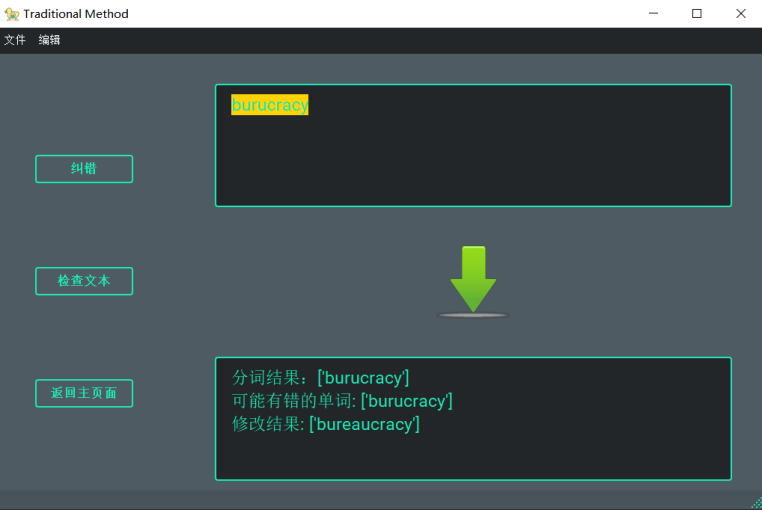 Traditional Method
文件 编辑
burucracy
纠错
检查文本
返回主页面
分词结果：['burucracy']
可能有错的单词: ['burucracy']
修改结果: ['bureaucracy']